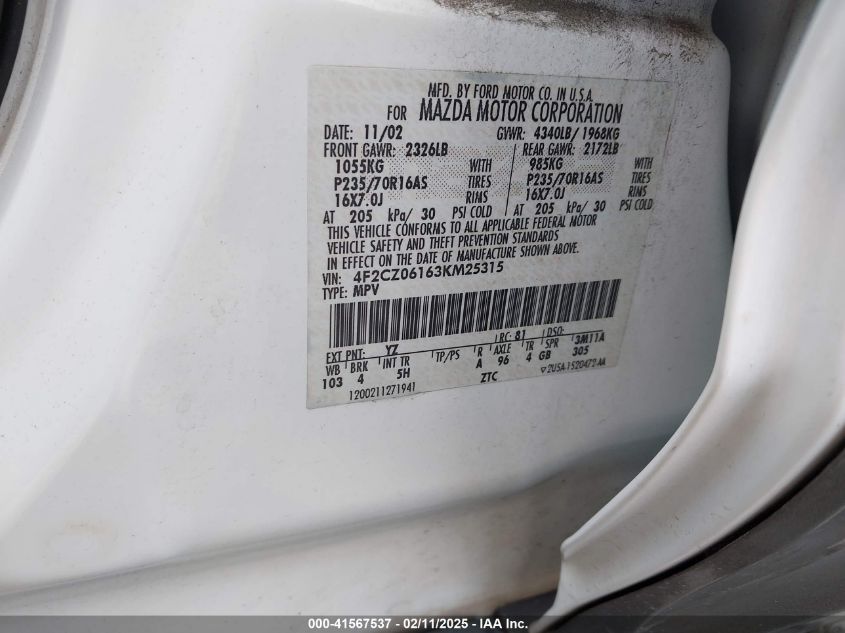 MFD. BY FORD MOTOR CO. IN U.S.A.
FOR MAZDA MOTOR CORPORATION
DATE: 11/02 GVWR: 4340LB/1968KG
FRONT GAWR: 2326LB REAR GAWR: 2172LB
1055KG WITH 985KG WITH
P235/70R16AS TIRES P235/70R16AS TIRES
16X7.0J RIMS 16X7.0J RIMS
AT 205 kPa/30 PSI COLD AT 205 kPa/30 PSI COLD
THIS VEHICLE CONFORMS TO ALL APPLICABLE FEDERAL MOTOR
VEHICLE SAFETY AND THEFT PREVENTION STANDARDS
IN EFFECT ON THE DATE OF MANUFACTURE SHOWN ABOVE.
VIN: 4F2CZ06163KM25315
TYPE: MPV
EXT PNT: YZ RC: 81 DSO:
WB BRK INT TR TP/PS R AXLE TR SPR 3M11A
103 4 5H A 96 4 GB 305
1200211271941 ZTC 2U5A-1520472-AA
000-41567537 - 02/11/2025 - IAA Inc.